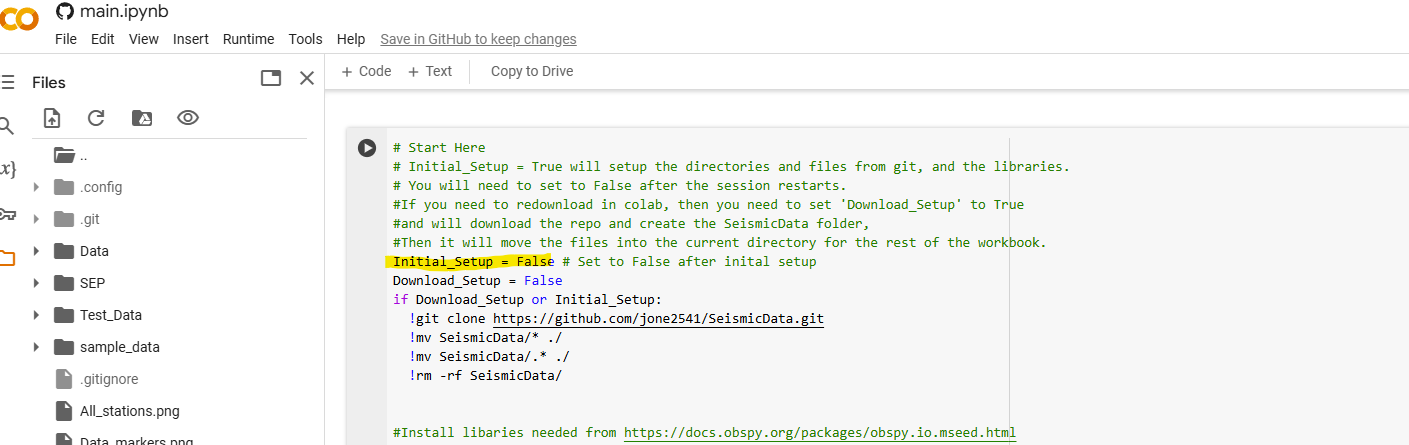 main.ipynb
File Edit View Insert Runtime Tools Help Save in GitHub to keep changes
Files
+ Code + Text Copy to Drive
..
.config
.git
Data
SEP
Test_Data
sample_data
.gitignore
All_stations.png
Data_markers.png
{x}
# Start Here
# Initial_Setup = True will setup the directories and files from git, and the libraries.
# You will need to set to False after the session restarts.
#If you need to redownload in colab, then you need to set 'Download_Setup' to True
#and will download the repo and create the SeismicData folder,
#Then it will move the files into the current directory for the rest of the workbook.
Initial_Setup = False # Set to False after inital setup
Download_Setup = False
if Download_Setup or Initial_Setup:
!git clone https://github.com/jone2541/SeismicData.git
!mv SeismicData/* ./
!mv SeismicData/.* ./
!rm -rf SeismicData/
#Install libaries needed from https://docs.obspy.org/packages/obspy.io.mseed.html